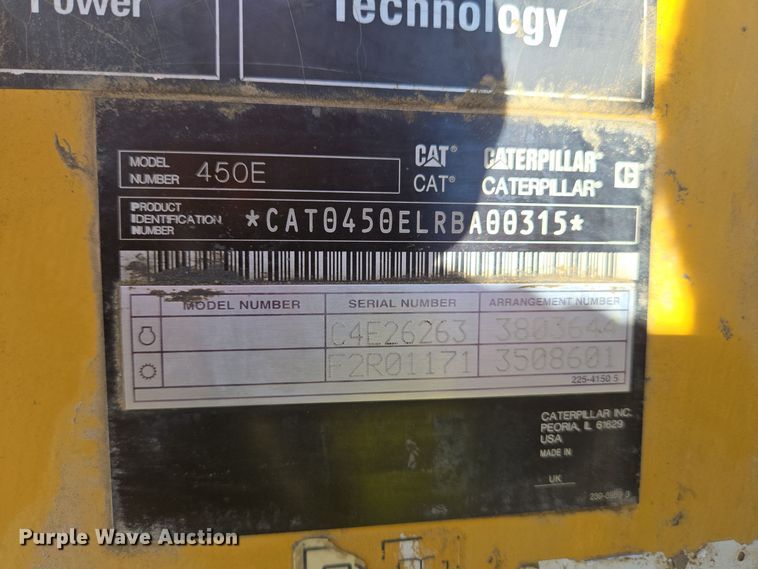 Power
Technology
MODEL NUMBER 450E
CAT® CATERPILLAR® C
CAT® CATERPILLAR®
PRODUCT IDENTIFICATION NUMBER *CAT0450ELRBA00315*
MODEL NUMBER SERIAL NUMBER ARRANGEMENT NUMBER
C4E26263 3803644
F2R01171 3508601
225-4150 5
CATERPILLAR INC.
PEORIA, IL 61629
USA
MADE IN
UK
Purple Wave Auction